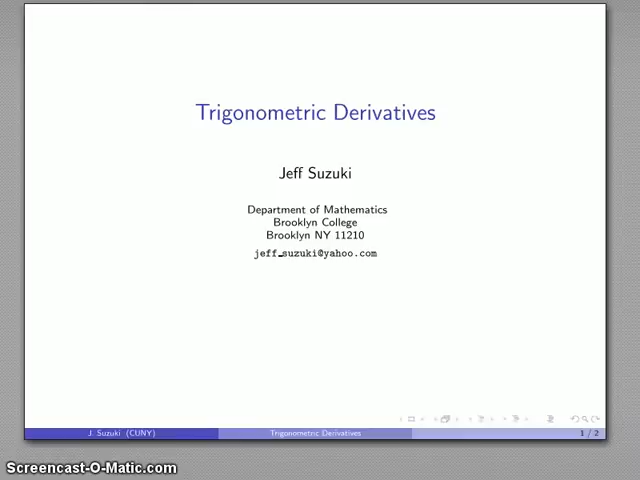 Trigonometric Derivatives
Jeff Suzuki
Department of Mathematics
Brooklyn College
Brooklyn NY 11210
jeff_suzuki@yahoo.com
J. Suzuki (CUNY)
Trigonometric Derivatives
1 / 2
Screencast-O-Matic.com